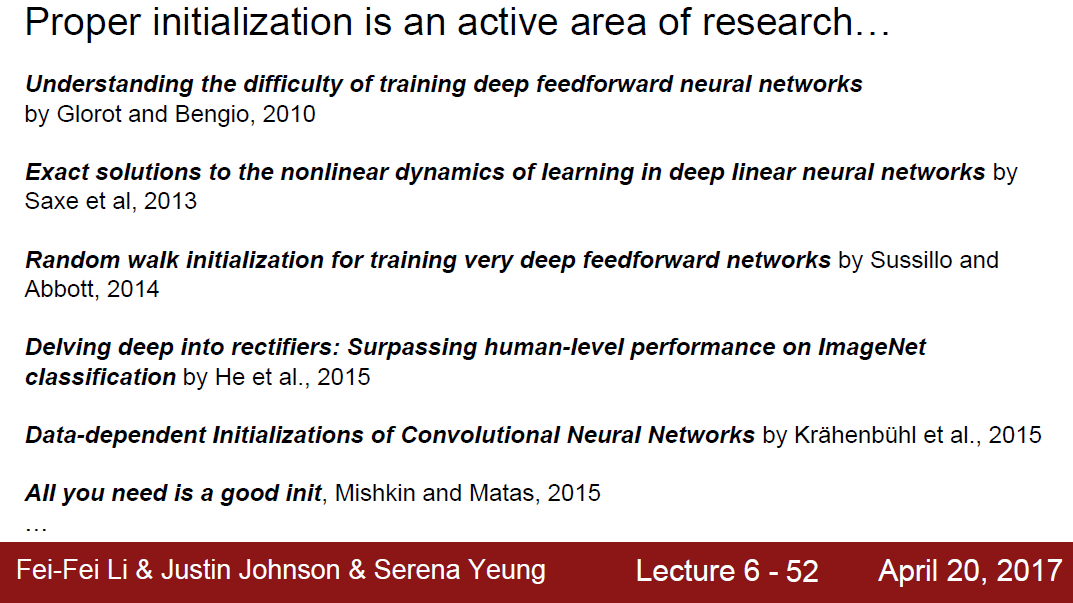 Proper initialization is an active area of research…
Understanding the difficulty of training deep feedforward neural networks
by Glorot and Bengio, 2010
Exact solutions to the nonlinear dynamics of learning in deep linear neural networks by
Saxe et al, 2013
Random walk initialization for training very deep feedforward networks by Sussillo and
Abbott, 2014
Delving deep into rectifiers: Surpassing human-level performance on ImageNet
classification by He et al., 2015
Data-dependent Initializations of Convolutional Neural Networks by Krähenbühl et al., 2015
All you need is a good init, Mishkin and Matas, 2015
…
Fei-Fei Li & Justin Johnson & Serena Yeung Lecture 6 - 52 April 20, 2017